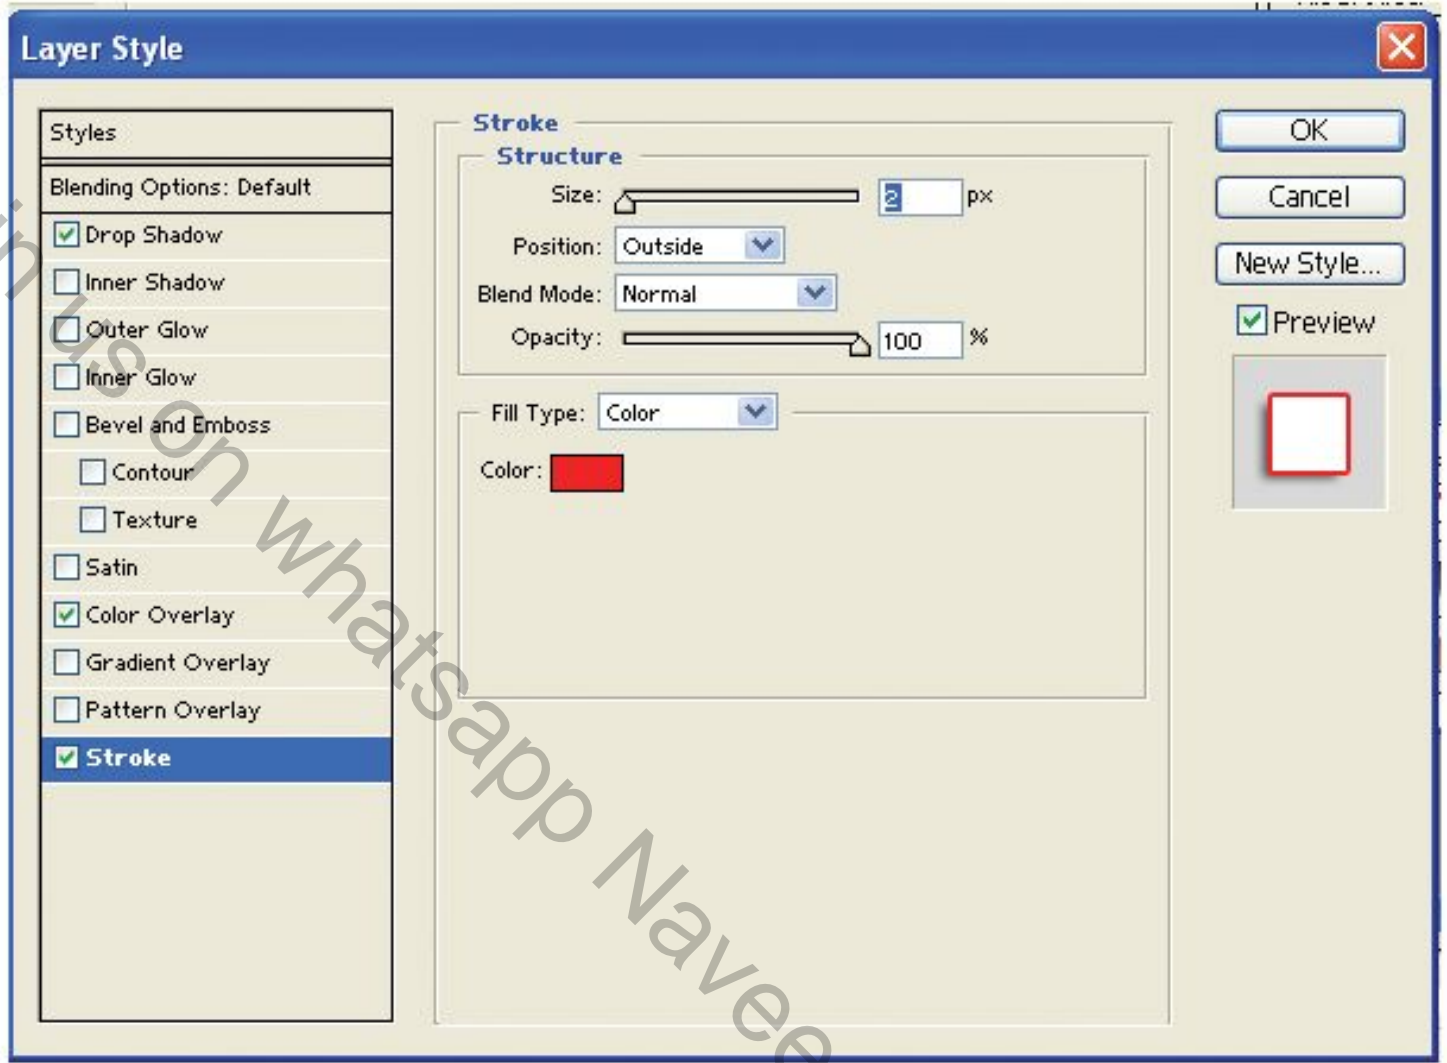 Layer Style
Styles
Blending Options: Default
Drop Shadow
Inner Shadow
Outer Glow
Inner Glow
Bevel and Emboss
Contour
Texture
Satin
Color Overlay
Gradient Overlay
Pattern Overlay
Stroke
Stroke
Structure
Size: 2 px
Position: Outside
Blend Mode: Normal
Opacity: 100 %
Fill Type: Color
Color:
OK
Cancel
New Style...
Preview
in us on whatsapp Navee